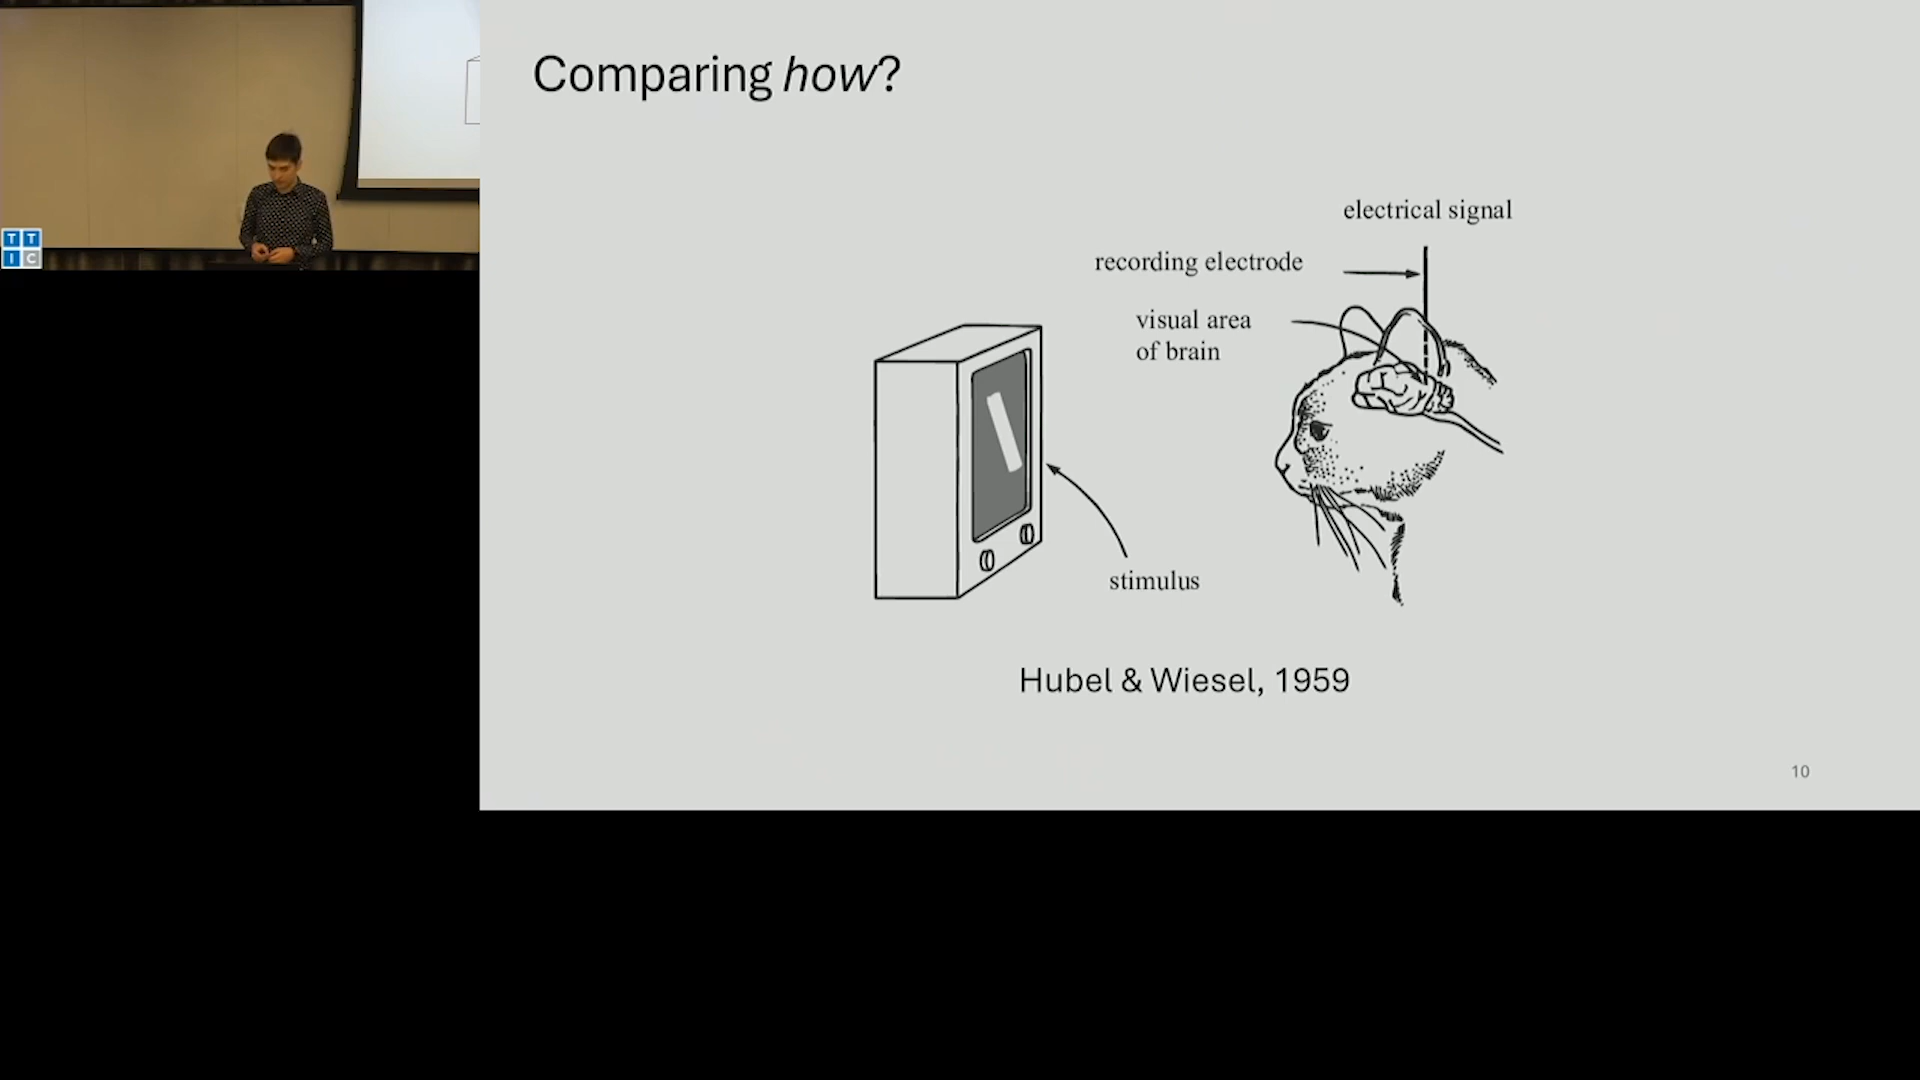 Comparing how?
electrical signal
recording electrode
visual area
of brain
stimulus
Hubel & Wiesel, 1959
10
T T
I C